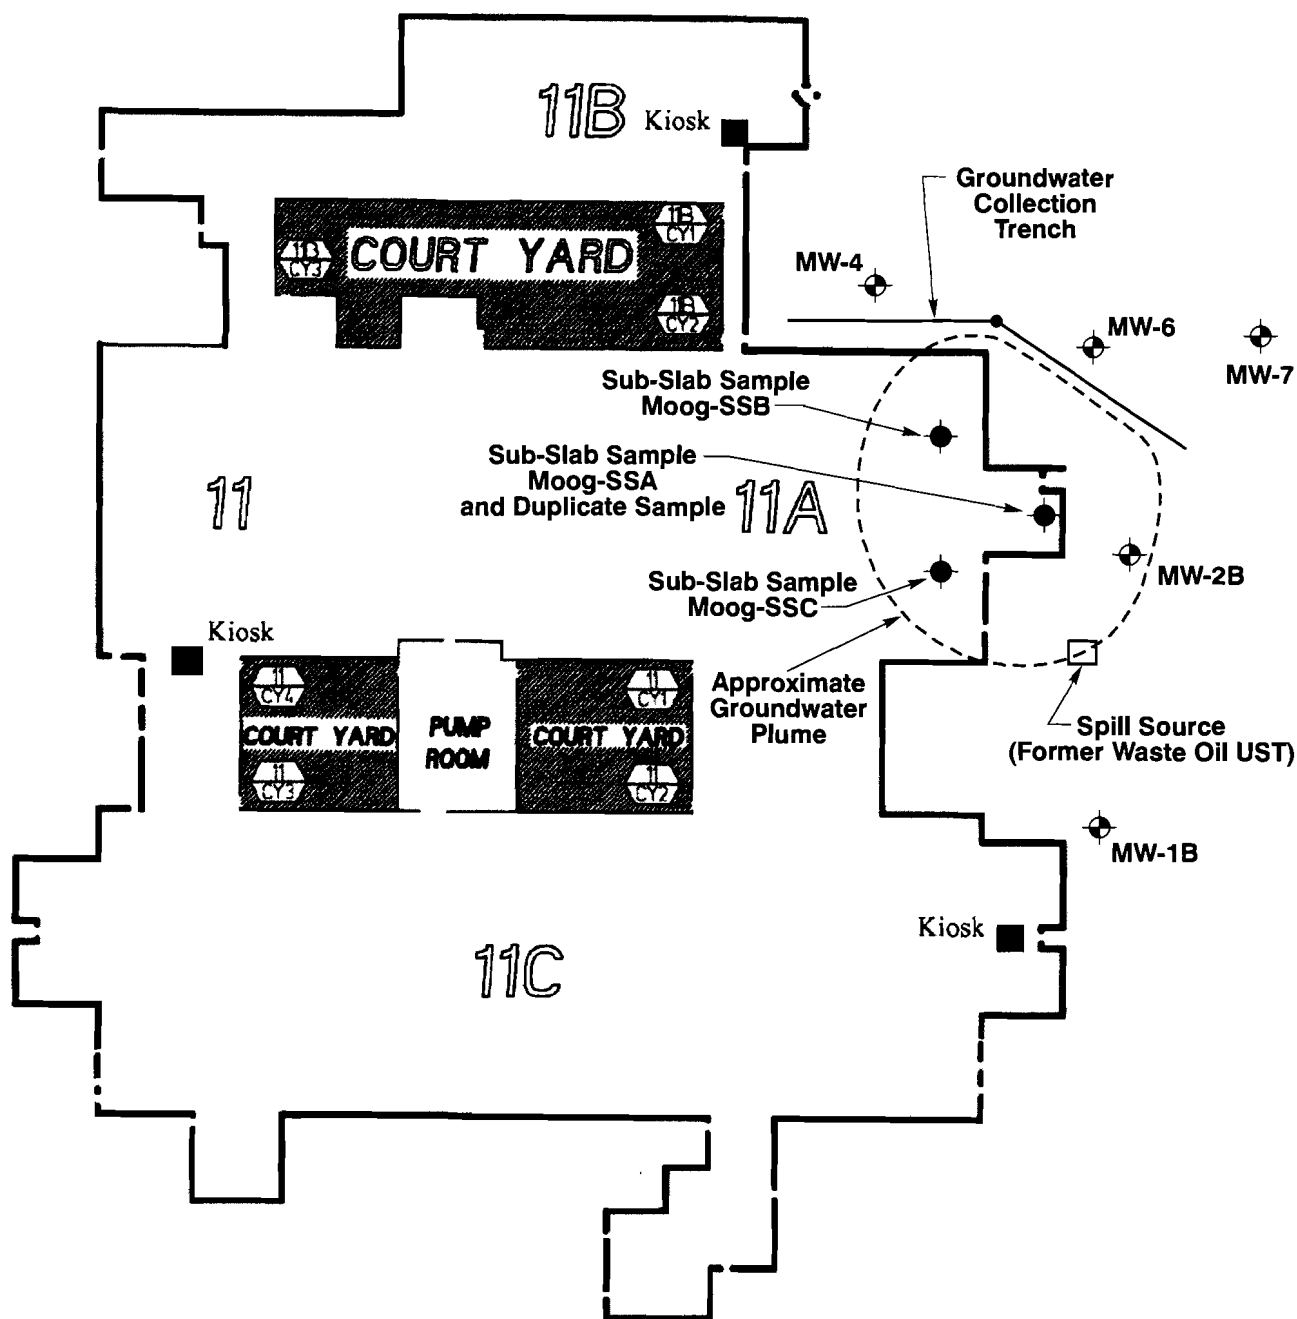 11B
Kiosk
Groundwater
Collection
Trench
11B
CY1
11B
CY3
COURT YARD
11B
CY2
MW-4
MW-6
MW-7
Sub-Slab Sample
Moog-SSB
Sub-Slab Sample
Moog-SSA
and Duplicate Sample
11
11A
MW-2B
Sub-Slab Sample
Moog-SSC
Kiosk
11
CY4
COURT YARD
11
CY3
PUMP
ROOM
11
CY1
COURT YARD
11
CY2
Approximate
Groundwater
Plume
Spill Source
(Former Waste Oil UST)
MW-1B
Kiosk
11C